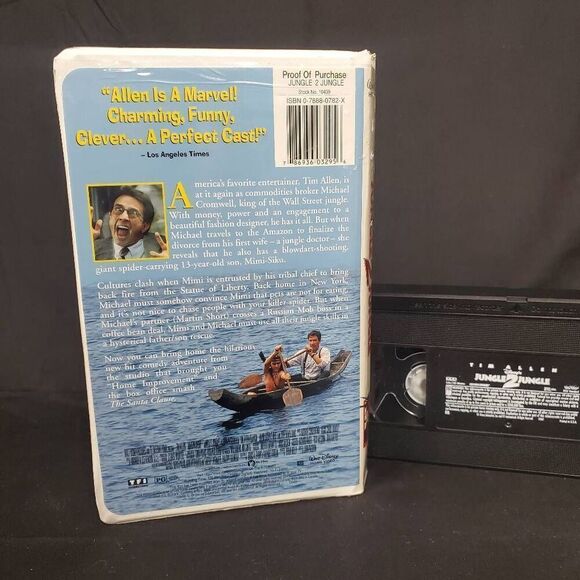 "Allen Is A Marvel!
Charming, Funny,
Clever... A Perfect Cast!"
– Los Angeles Times
Proof Of Purchase
JUNGLE 2 JUNGLE
Stock No. 10409
ISBN 0-7888-0782-X
7 86936 03295 4
America's favorite entertainer, Tim Allen, is
at it again as commodities broker Michael
Cromwell, king of the Wall Street jungle.
With money, power and an engagement to a
beautiful fashion designer, he has it all. But when
Michael travels to the Amazon to finalize the
divorce from his first wife – a jungle doctor – she
reveals that he also has a blowdart-shooting,
giant spider-carrying 13-year-old son, Mimi-Siku.
Cultures clash when Mimi is entrusted by his tribal chief to bring
back fire from the Statue of Liberty. Back home in New York,
Michael must somehow convince Mimi that pets are not for eating,
and it's not nice to chase people with your killer spider. But when
Michael's partner (Martin Short) crosses a Russian Mob boss in a
coffee bean deal, Mimi and Michael must use all their jungle skills in
a hysterical father/son rescue.
Now you can bring home the hilarious
new hit comedy adventure from
the studio that brought you
"Home Improvement" and
the box office smash
The Santa Clause.
TF1
PG
Walt Disney
HOME VIDEO
TIM ALLEN
JUNGLE 2 JUNGLE